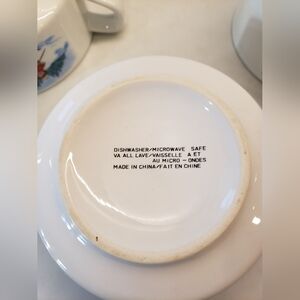 DISHWASHER/MICROWAVE SAFE
VA ALL LAVE/VAISSELLE A ET
AU MICRO - ONDES
MADE IN CHINA/FAIT EN CHINE